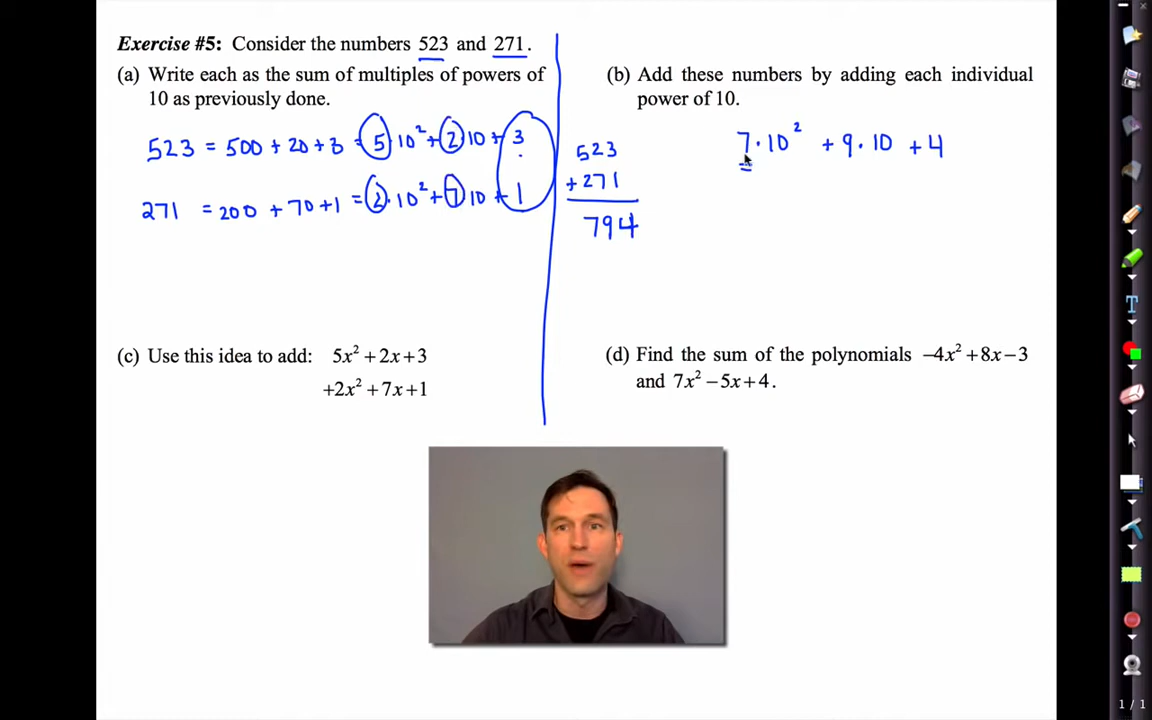 Exercise #5: Consider the numbers 523 and 271.
(a) Write each as the sum of multiples of powers of
10 as previously done.
523 = 500 + 20 + 3 = 5·10² + 2·10 + 3
271 = 200 + 70 + 1 = 2·10² + 7·10 + 1
523
+ 271
794
(b) Add these numbers by adding each individual
power of 10.
7·10² + 9·10 + 4
(c) Use this idea to add: 5x² + 2x + 3
+2x² + 7x + 1
(d) Find the sum of the polynomials −4x² + 8x − 3
and 7x² − 5x + 4.
T
1 / 1